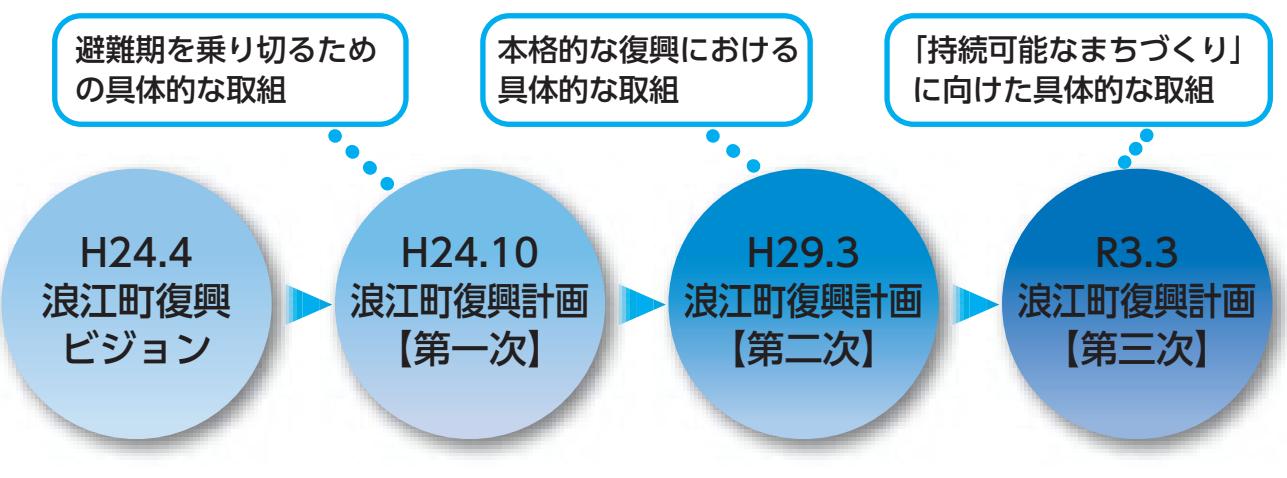 避難期を乗り切るため
の具体的な取組
本格的な復興における
具体的な取組
「持続可能なまちづくり」
に向けた具体的な取組
H24.4
浪江町復興
ビジョン
H24.10
浪江町復興計画
【第一次】
H29.3
浪江町復興計画
【第二次】
R3.3
浪江町復興計画
【第三次】